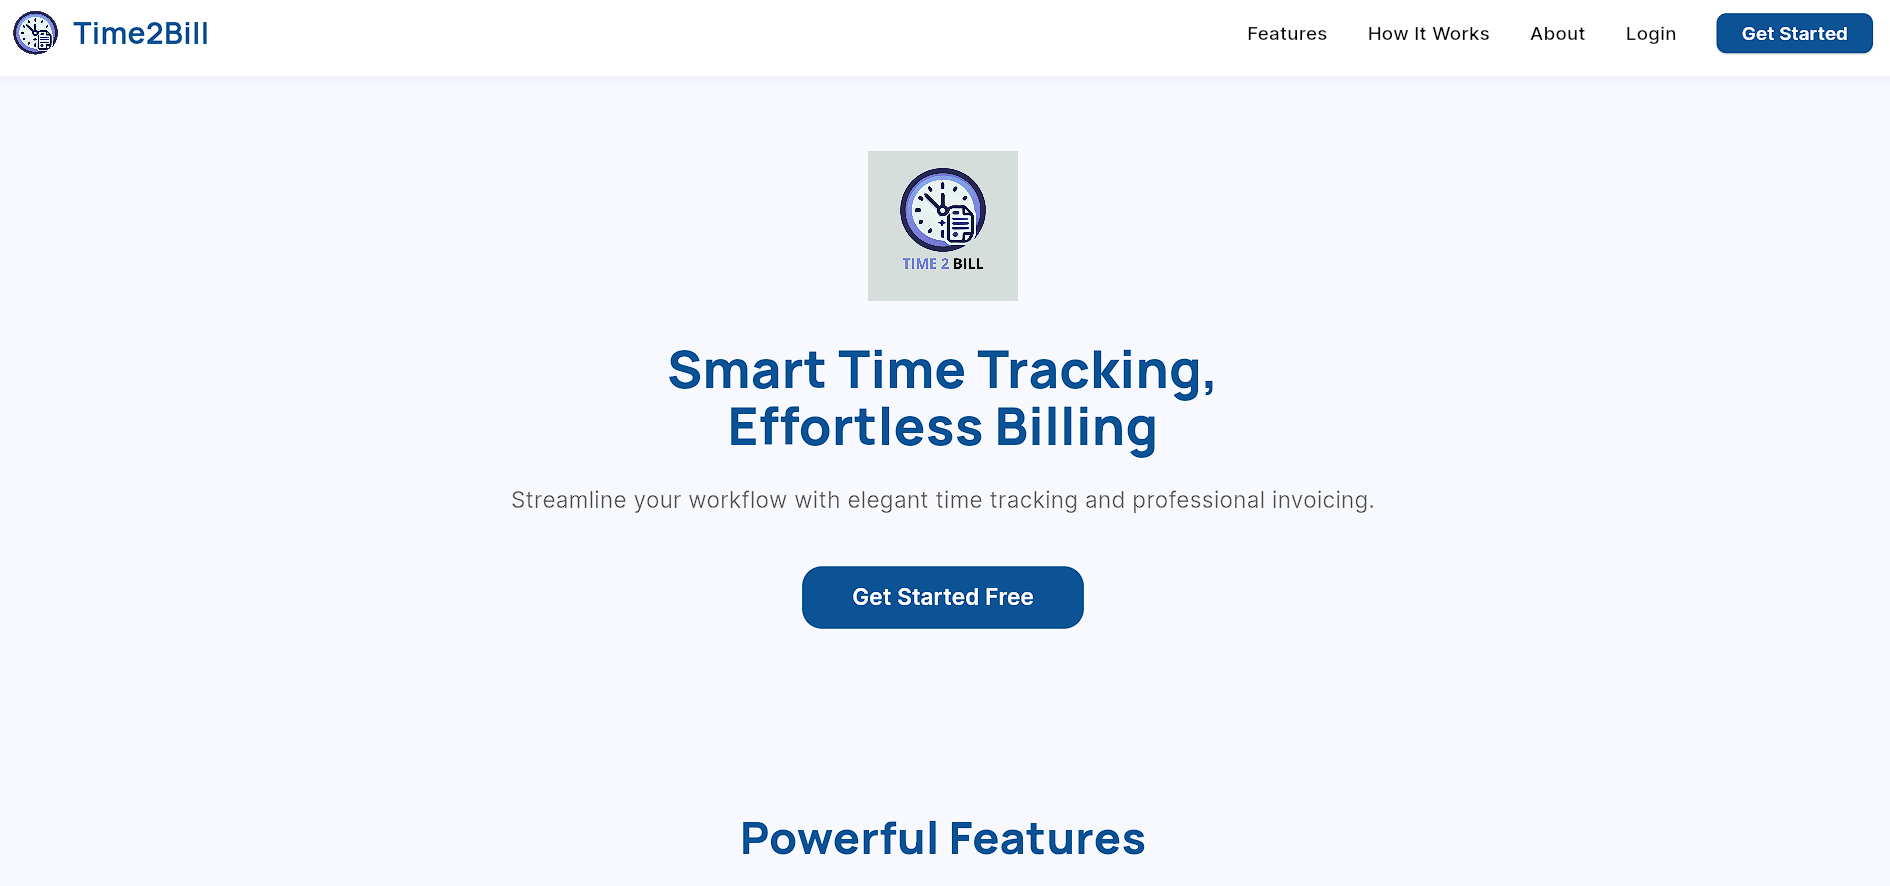 Time2Bill
Features
How It Works
About
Login
Get Started
TIME 2 BILL
Smart Time Tracking,
Effortless Billing
Streamline your workflow with elegant time tracking and professional invoicing.
Get Started Free
Powerful Features